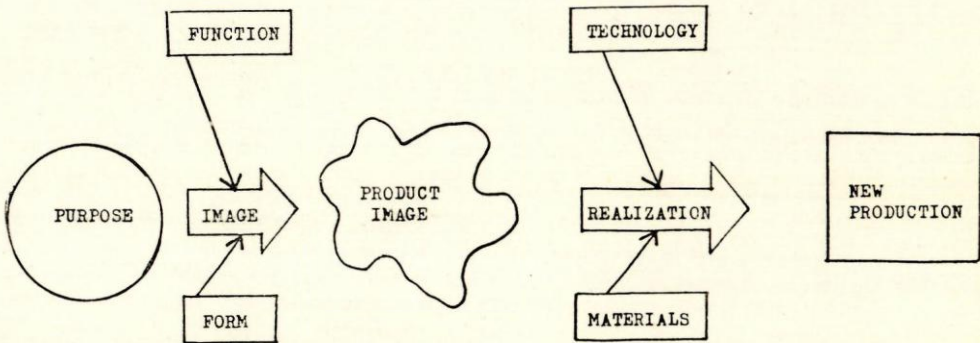 FUNCTION
TECHNOLOGY
PURPOSE
IMAGE
PRODUCT
IMAGE
REALIZATION
NEW
PRODUCTION
FORM
MATERIALS